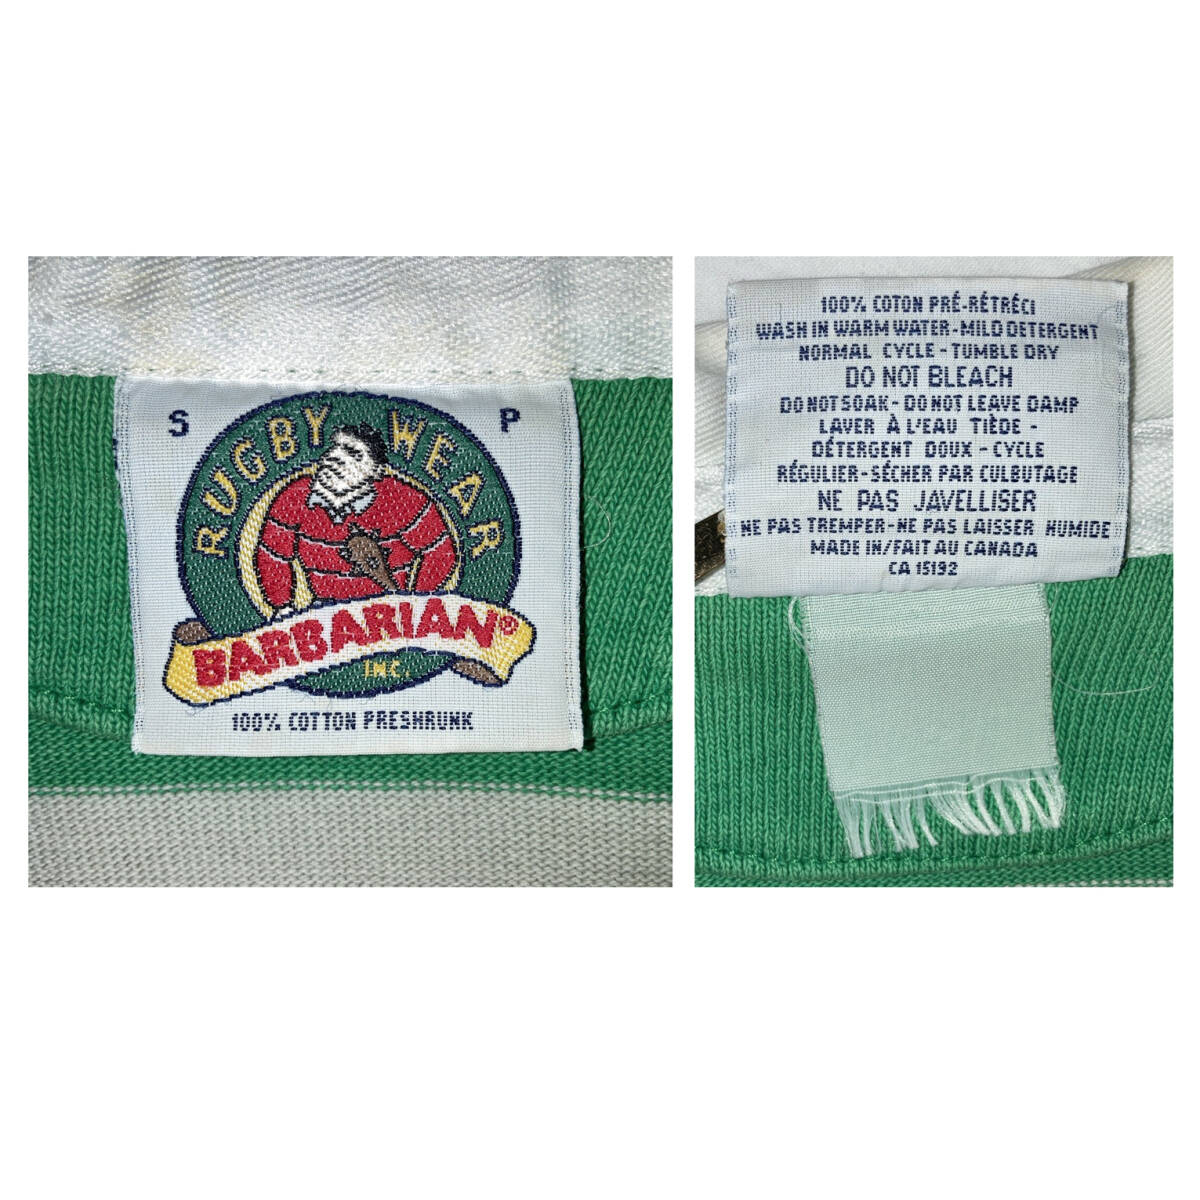 S P
RUGBY WEAR
BARBARIAN®
INC.
100% COTTON PRESHRUNK
100% COTON PRÉ-RÉTRÉCI
WASH IN WARM WATER-MILD DETERGENT
NORMAL CYCLE-TUMBLE DRY
DO NOT BLEACH
DO NOT SOAK-DO NOT LEAVE DAMP
LAVER À L'EAU TIÈDE-
DÉTERGENT DOUX-CYCLE
RÉGULIER-SÉCHER PAR CULBUTAGE
NE PAS JAVELLISER
NE PAS TREMPER-NE PAS LAISSER HUMIDE
MADE IN/FAIT AU CANADA
CA 15192